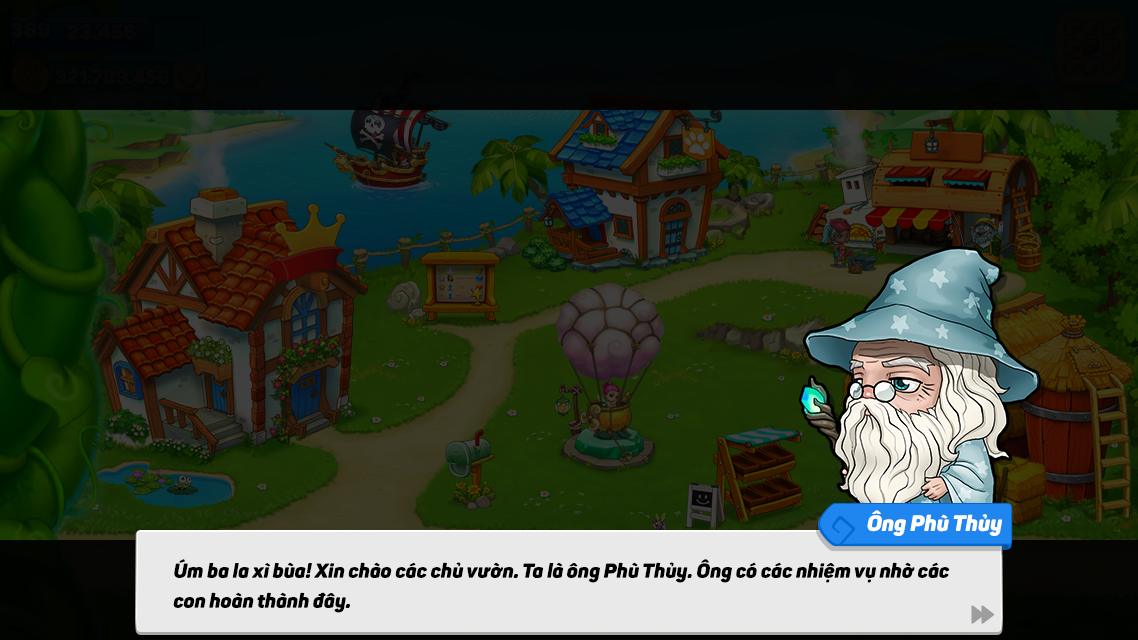 Ông Phù Thủy
Úm ba la xì bùa! Xin chào các chủ vườn. Ta là ông Phù Thủy. Ông có các nhiệm vụ nhờ các
con hoàn thành đây.